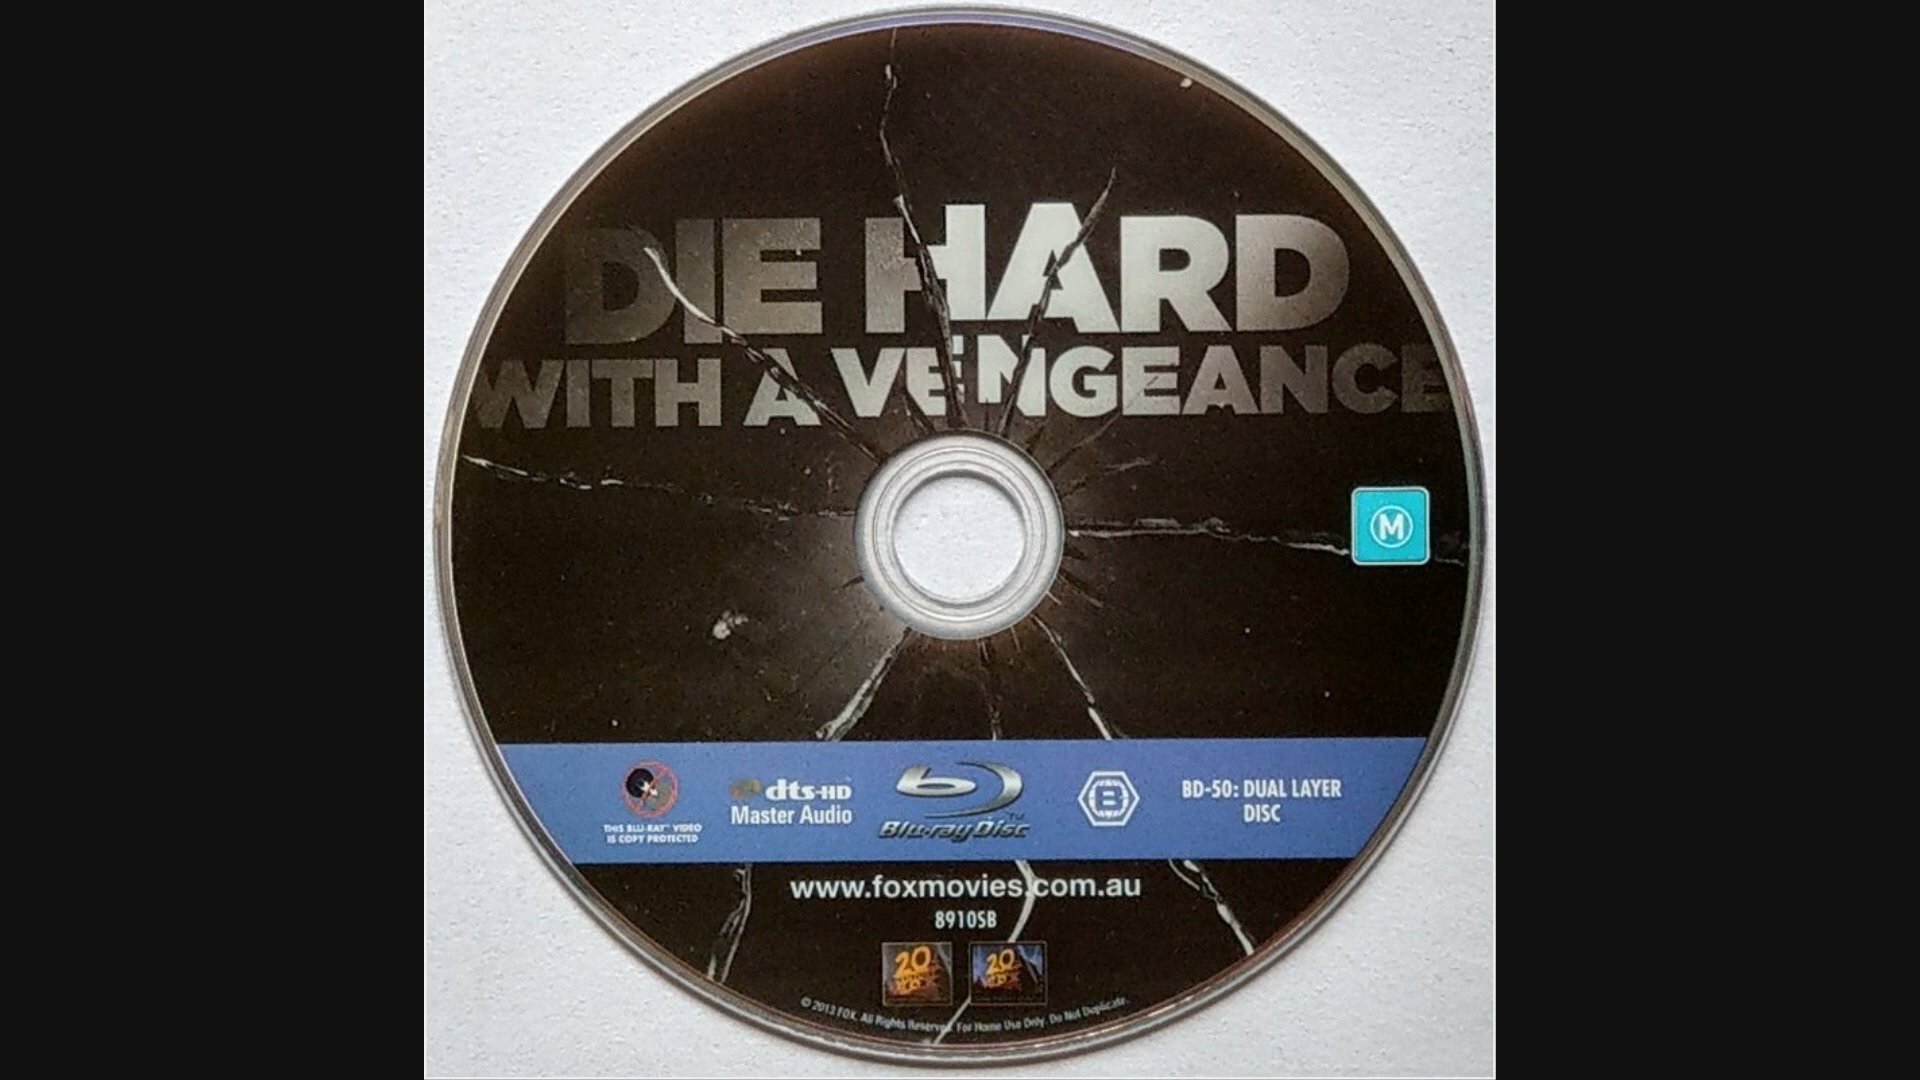 DIE HARD
WITH A VENGEANCE
M
THIS BLU-RAY™ VIDEO
IS COPY PROTECTED
dts-HD
Master Audio
Blu-ray Disc™
B
BD-50: DUAL LAYER
DISC
www.foxmovies.com.au
8910SB
20
20
© 2013 FOX. All Rights Reserved. For Home Use Only. Do Not Duplicate.